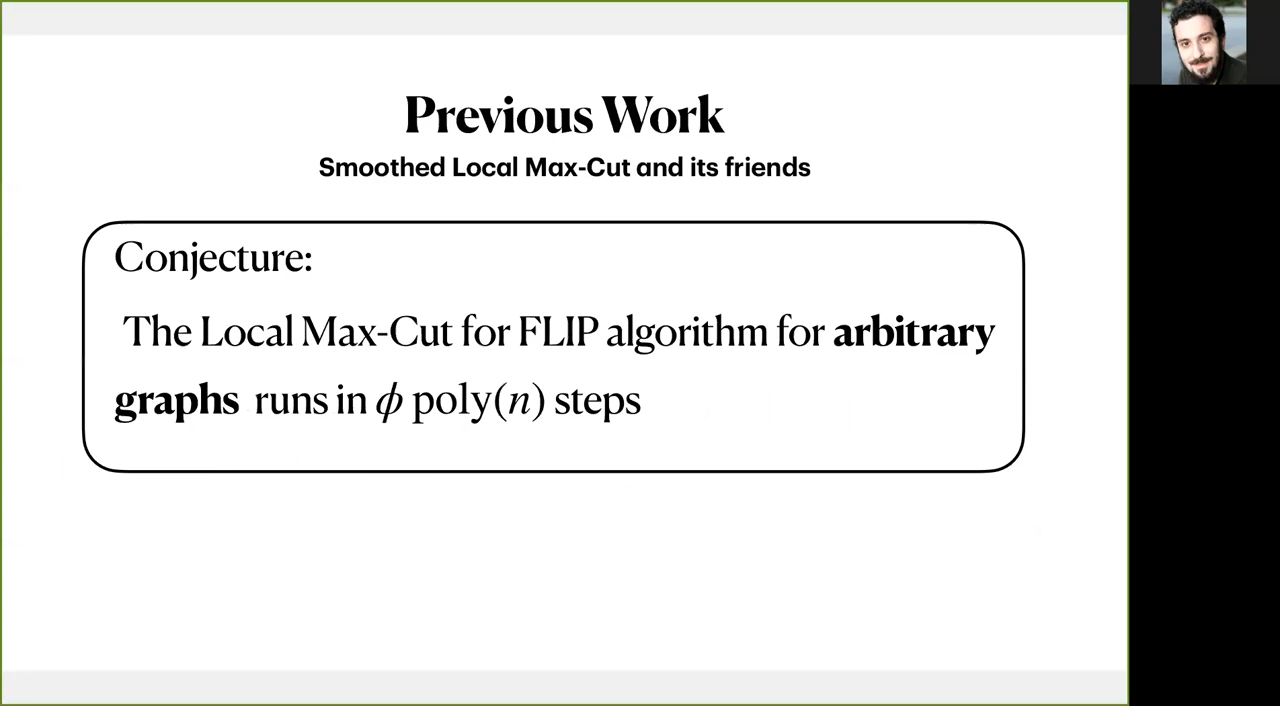 Previous Work
Smoothed Local Max-Cut and its friends
Conjecture:
The Local Max-Cut for FLIP algorithm for arbitrary
graphs runs in ϕ poly(n) steps